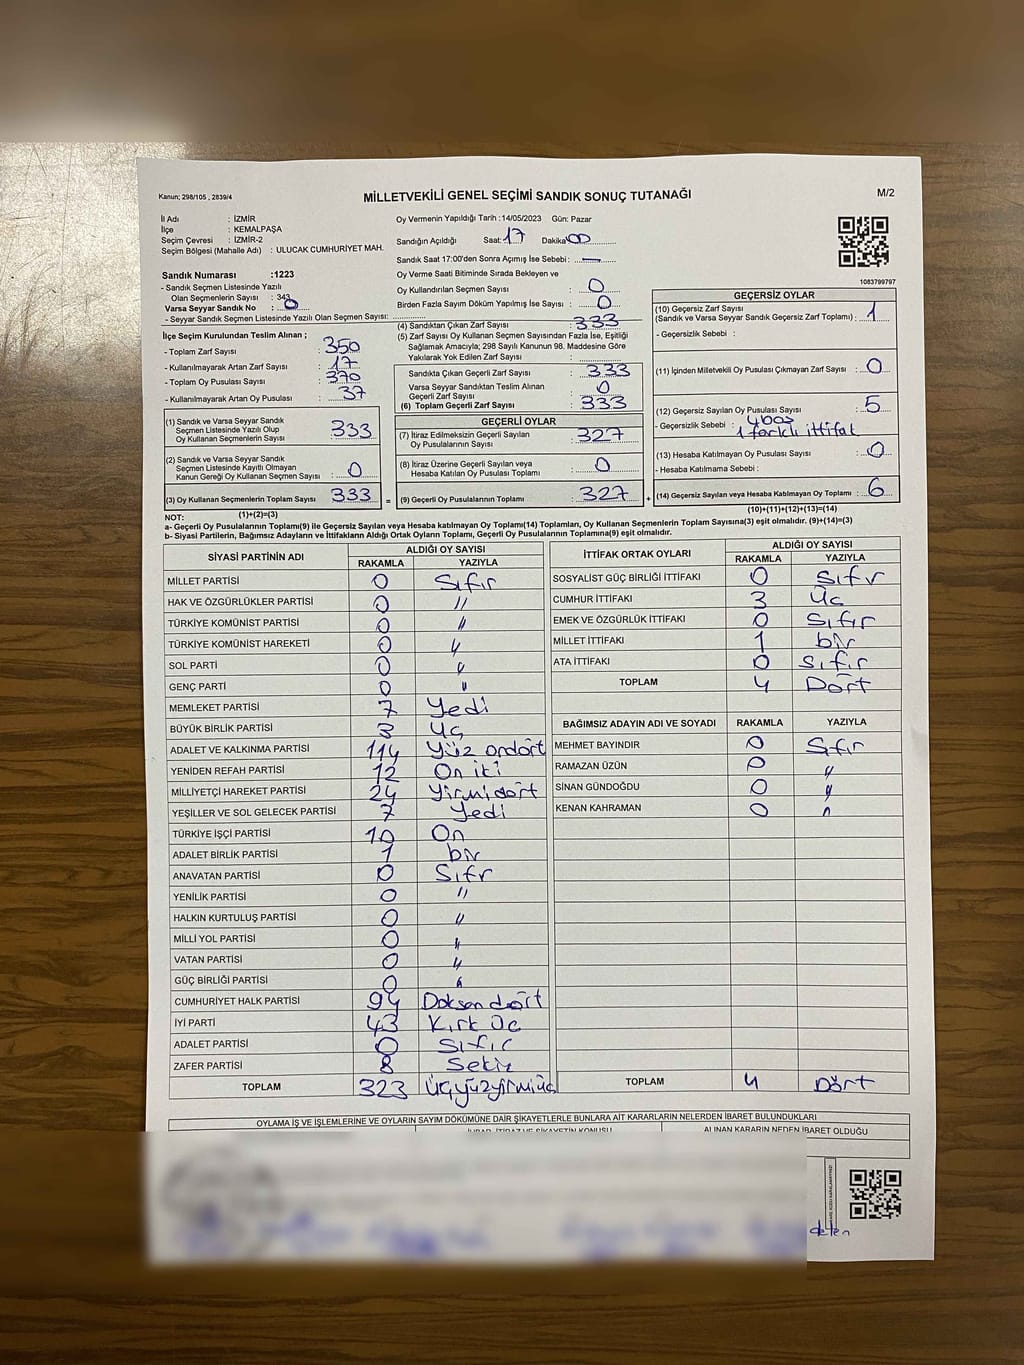 Kanun; 298/105 , 2839/4
MİLLETVEKİLİ GENEL SEÇİMİ SANDIK SONUÇ TUTANAĞI
M/2
İl Adı : İZMİR
İlçe : KEMALPAŞA
Seçim Çevresi : İZMİR-2
Seçim Bölgesi (Mahalle Adı) : ULUCAK CUMHURİYET MAH.
Oy Vermenin Yapıldığı Tarih :14/05/2023 Gün: Pazar
Sandığın Açıldığı Saat: 17 Dakika 00
Sandık Saat 17:00'den Sonra Açımış İse Sebebi : —
Sandık Numarası :1223
- Sandık Seçmen Listesinde Yazılı
Olan Seçmenlerin Sayısı : 343
Varsa Seyyar Sandık No : 0
- Seyyar Sandık Seçmen Listesinde Yazılı Olan Seçmen Sayısı:
Oy Verme Saati Bitiminde Sırada Bekleyen ve
Oy Kullandırılan Seçmen Sayısı : 0
Birden Fazla Sayım Döküm Yapılmış İse Sayısı : 0
1083799797
İlçe Seçim Kurulundan Teslim Alınan ;
- Toplam Zarf Sayısı : 350
- Kullanılmayarak Artan Zarf Sayısı : 17
- Toplam Oy Pusulası Sayısı : 370
- Kullanılmayarak Artan Oy Pusulası : 37
(4) Sandıktan Çıkan Zarf Sayısı : 333
(5) Zarf Sayısı Oy Kullanan Seçmen Sayısından Fazla İse, Eşitliği
Sağlamak Amacıyla; 298 Sayılı Kanunun 98. Maddesine Göre
Yakılarak Yok Edilen Zarf Sayısı :
Sandıkta Çıkan Geçerli Zarf Sayısı : 333
Varsa Seyyar Sandıktan Teslim Alınan
Geçerli Zarf Sayısı : 0
(6) Toplam Geçerli Zarf Sayısı : 333
GEÇERSİZ OYLAR
(10) Geçersiz Zarf Sayısı
(Sandık ve Varsa Seyyar Sandık Geçersiz Zarf Toplamı) : 1
- Geçersizlik Sebebi :
(11) İçinden Milletvekili Oy Pusulası Çıkmayan Zarf Sayısı : 0
(12) Geçersiz Sayılan Oy Pusulası Sayısı : 5
- Geçersizlik Sebebi : 4 boş
1 farklı ittifak
(13) Hesaba Katılmayan Oy Pusulası Sayısı : 0
- Hesaba Katılmama Sebebi :
(14) Geçersiz Sayılan veya Hesaba Katılmayan Oy Toplamı : 6
(10)+(11)+(12)+(13)=(14)
(1) Sandık ve Varsa Seyyar Sandık
Seçmen Listesinde Yazılı Olup
Oy Kullanan Seçmenlerin Sayısı : 333
(2) Sandık ve Varsa Seyyar Sandık
Seçmen Listesinde Kayıtlı Olmayan
Kanun Gereği Oy Kullanan Seçmen Sayısı : 0
(3) Oy Kullanan Seçmenlerin Toplam Sayısı : 333 =
(1)+(2)=(3)
GEÇERLİ OYLAR
(7) İtiraz Edilmeksizin Geçerli Sayılan
Oy Pusulalarının Sayısı : 327
(8) İtiraz Üzerine Geçerli Sayılan veya
Hesaba Katılan Oy Pusulası Toplamı : 0
(9) Geçerli Oy Pusulalarının Toplamı : 327 +
NOT:
a- Geçerli Oy Pusulalarının Toplamı(9) ile Geçersiz Sayılan veya Hesaba katılmayan Oy Toplamı(14) Toplamları, Oy Kullanan Seçmenlerin Toplam Sayısına(3) eşit olmalıdır. (9)+(14)=(3)
b- Siyasi Partilerin, Bağımsız Adayların ve İttifakların Aldığı Ortak Oyların Toplamı, Geçerli Oy Pusulalarının Toplamına(9) eşit olmalıdır.
SİYASİ PARTİNİN ADI ALDIĞI OY SAYISI
RAKAMLA YAZIYLA
MİLLET PARTİSİ 0 Sıfır
HAK VE ÖZGÜRLÜKLER PARTİSİ 0 "
TÜRKİYE KOMÜNİST PARTİSİ 0 "
TÜRKİYE KOMÜNİST HAREKETİ 0 "
SOL PARTİ 0 "
GENÇ PARTİ 0 "
MEMLEKET PARTİSİ 7 Yedi
BÜYÜK BİRLİK PARTİSİ 3 Üç
ADALET VE KALKINMA PARTİSİ 114 Yüz ondört
YENİDEN REFAH PARTİSİ 12 On iki
MİLLİYETÇİ HAREKET PARTİSİ 24 Yirmi dört
YEŞİLLER VE SOL GELECEK PARTİSİ 7 Yedi
TÜRKİYE İŞÇİ PARTİSİ 10 On
ADALET BİRLİK PARTİSİ 1 bir
ANAVATAN PARTİSİ 0 Sıfır
YENİLİK PARTİSİ 0 "
HALKIN KURTULUŞ PARTİSİ 0 "
MİLLİ YOL PARTİSİ 0 "
VATAN PARTİSİ 0 "
GÜÇ BİRLİĞİ PARTİSİ 0 "
CUMHURİYET HALK PARTİSİ 94 Doksan dört
İYİ PARTİ 43 Kırk Üç
ADALET PARTİSİ 0 Sıfır
ZAFER PARTİSİ 8 Sekiz
TOPLAM 323 Üçyüzyirmiüç
İTTİFAK ORTAK OYLARI ALDIĞI OY SAYISI
RAKAMLA YAZIYLA
SOSYALİST GÜÇ BİRLİĞİ İTTİFAKI 0 Sıfır
CUMHUR İTTİFAKI 3 Üç
EMEK VE ÖZGÜRLÜK İTTİFAKI 0 Sıfır
MİLLET İTTİFAKI 1 bir
ATA İTTİFAKI 0 Sıfır
TOPLAM 4 Dört
BAĞIMSIZ ADAYIN ADI VE SOYADI RAKAMLA YAZIYLA
MEHMET BAYINDIR 0 Sıfır
RAMAZAN ÜZÜN 0 "
SİNAN GÜNDOĞDU 0 "
KENAN KAHRAMAN 0 "
TOPLAM 4 Dört
OYLAMA İŞ VE İŞLEMLERİNE VE OYLARIN SAYIM DÖKÜMÜNE DAİR ŞİKAYETLERLE BUNLARA AİT KARARLARIN NELERDEN İBARET BULUNDUKLARI
İHBAR, İTİRAZ VE ŞİKAYETİN KONUSU ALINAN KARARIN NEDEN İBARET OLDUĞU